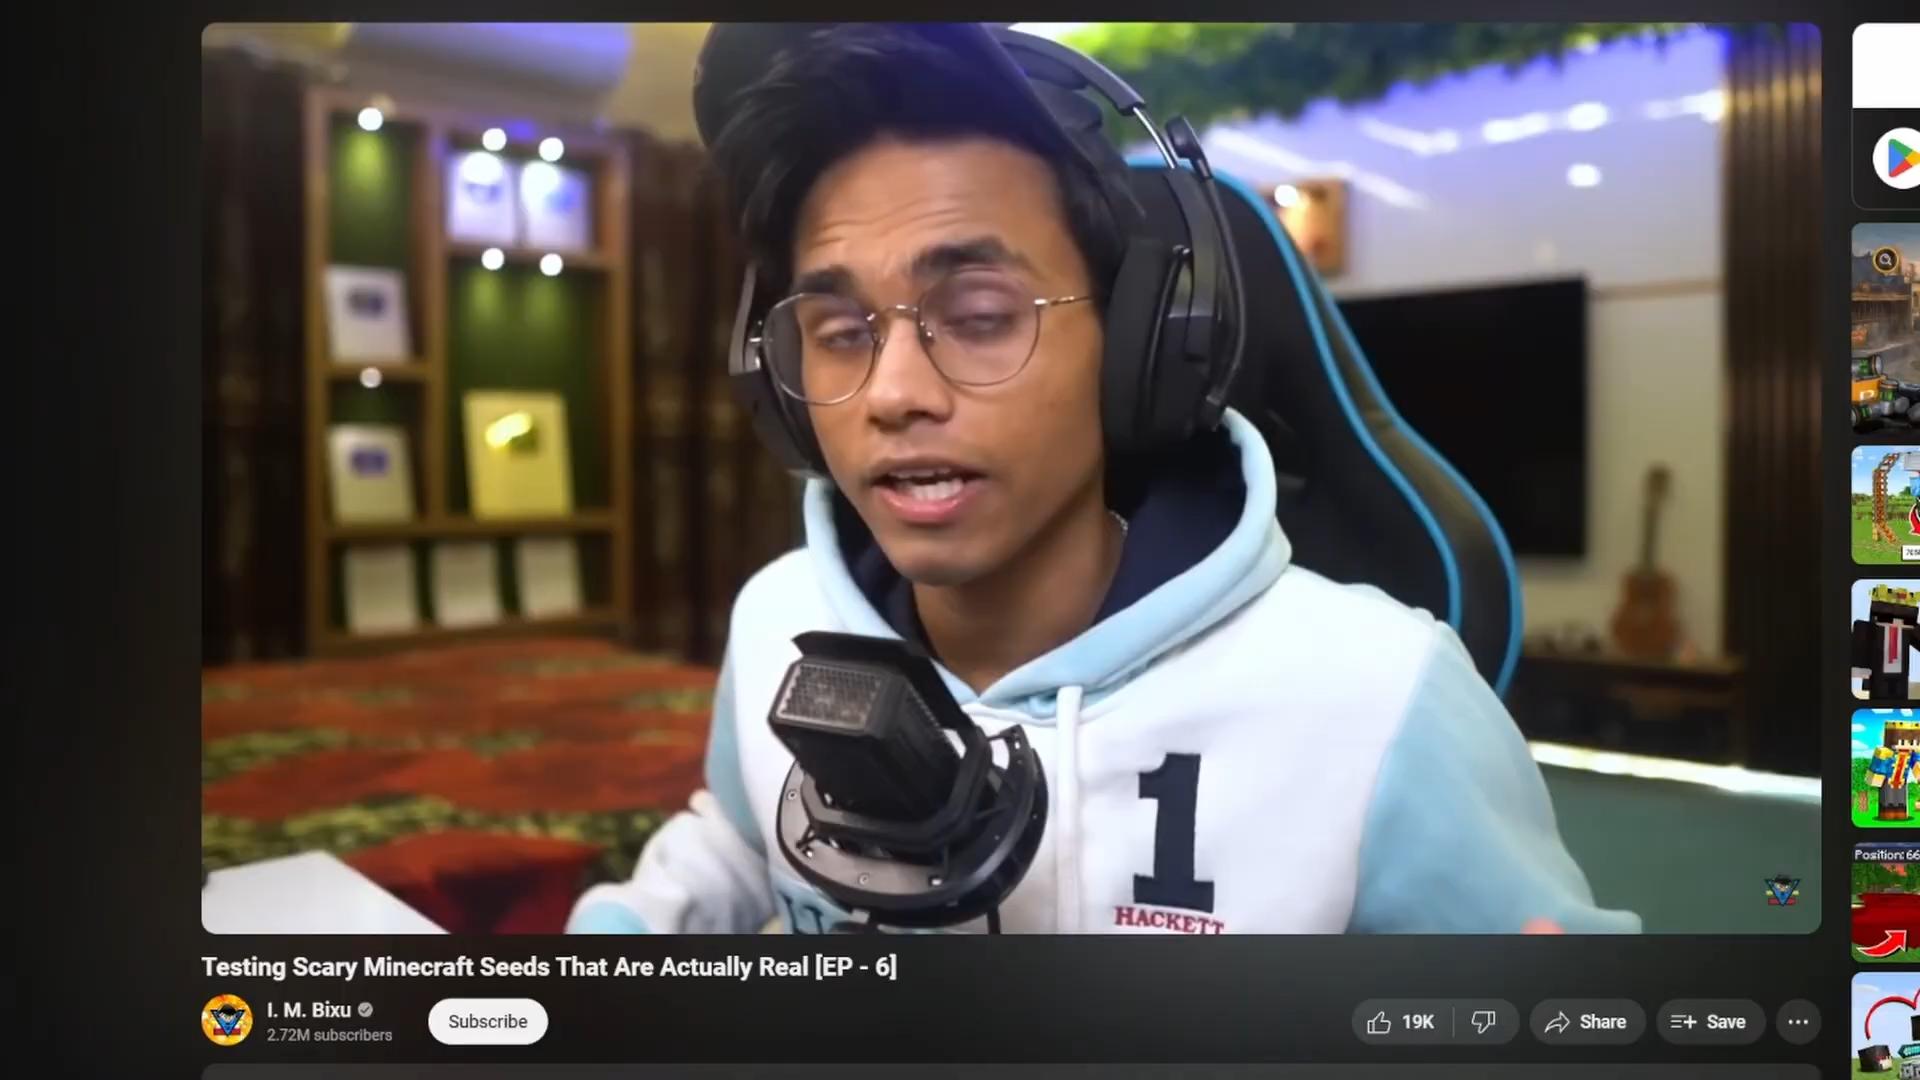 1
HACKETT
Testing Scary Minecraft Seeds That Are Actually Real [EP - 6]
I. M. Bixu
2.72M subscribers
Subscribe
19K
Share
Save
Position: 66